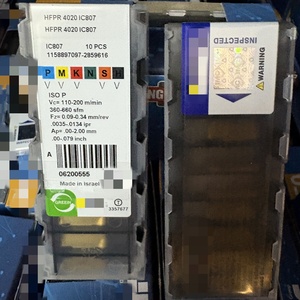 HFPR 4020 IC807
HFPR 4020 IC807
IC807 10 PCS
1158897097-2859616
P M K N S H
ISO P
Vc= 110-200 m/min
360-660 sfm
Fz= 0.09-0.34 mm/rev
.0035-.0134 ipr
Ap= .00-2.00 mm
.00-.079 inch
A
06200555
Made in Israel
GREEN
3357677
INSPECTED
WARNING